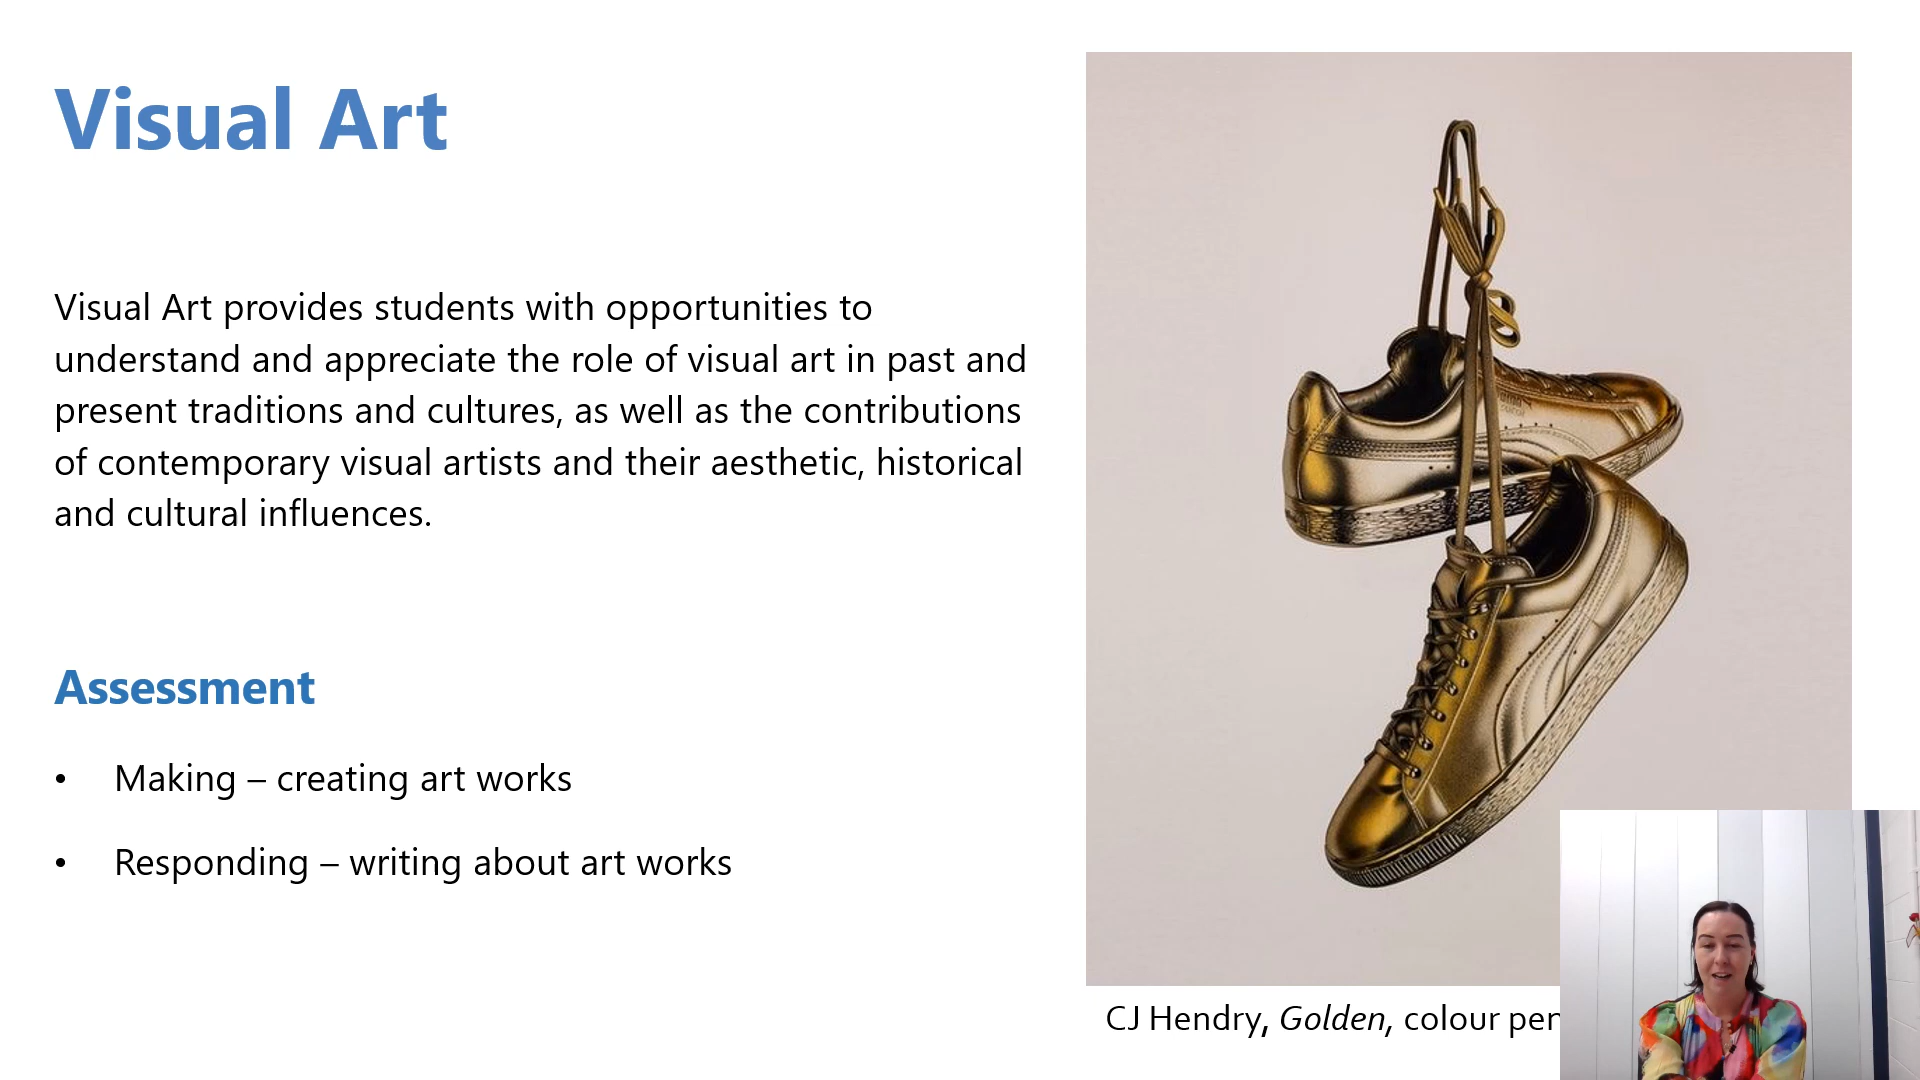 Visual Art
Visual Art provides students with opportunities to
understand and appreciate the role of visual art in past and
present traditions and cultures, as well as the contributions
of contemporary visual artists and their aesthetic, historical
and cultural influences.
Assessment
• Making – creating art works
• Responding – writing about art works
CJ Hendry, Golden, colour